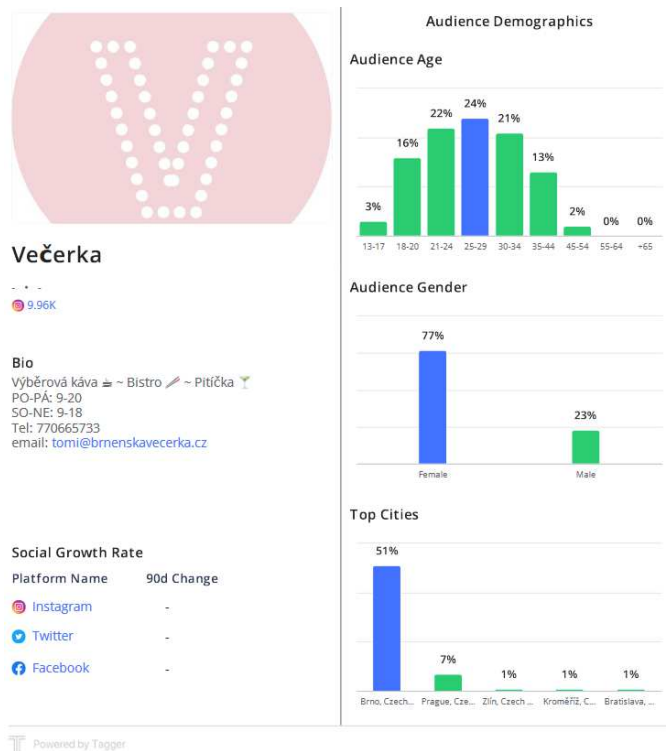 V
Večerka
- • -
9.96K
Bio
Výběrová káva ☕ ~ Bistro 🥢 ~ Pitíčka 🍸
PO-PÁ: 9-20
SO-NE: 9-18
Tel: 770665733
email: tomi@brnenskavecerka.cz
Social Growth Rate
Platform Name 90d Change
Instagram -
Twitter -
Facebook -
Audience Demographics
Audience Age
3% 16% 22% 24% 21% 13% 2% 0% 0%
13-17 18-20 21-24 25-29 30-34 35-44 45-54 55-64 +65
Audience Gender
77% 23%
Female Male
Top Cities
51% 7% 1% 1% 1%
Brno, Czech... Prague, Cze... Zlín, Czech ... Kroměříž, C... Bratislava, ...
Powered by Tagger